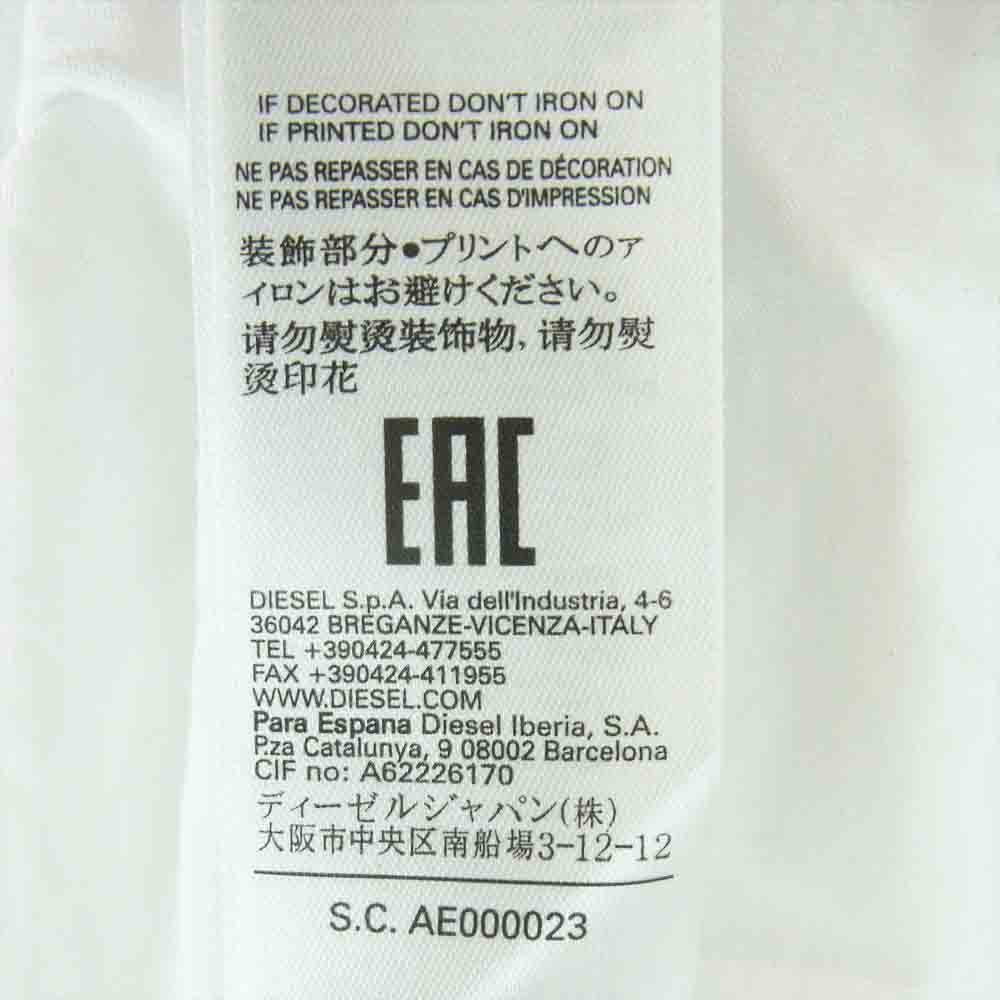 IF DECORATED DON'T IRON ON
IF PRINTED DON'T IRON ON
NE PAS REPASSER EN CAS DE DÉCORATION
NE PAS REPASSER EN CAS D'IMPRESSION
装飾部分●プリントへのア
イロンはお避けください。
请勿熨烫装饰物, 请勿熨
烫印花
EAC
DIESEL S.p.A. Via dell'Industria, 4-6
36042 BREGANZE-VICENZA-ITALY
TEL +390424-477555
FAX +390424-411955
WWW.DIESEL.COM
Para Espana Diesel Iberia, S.A.
P.za Catalunya, 9 08002 Barcelona
CIF no: A62226170
ディーゼルジャパン(株)
大阪市中央区南船場3-12-12
S.C. AE000023